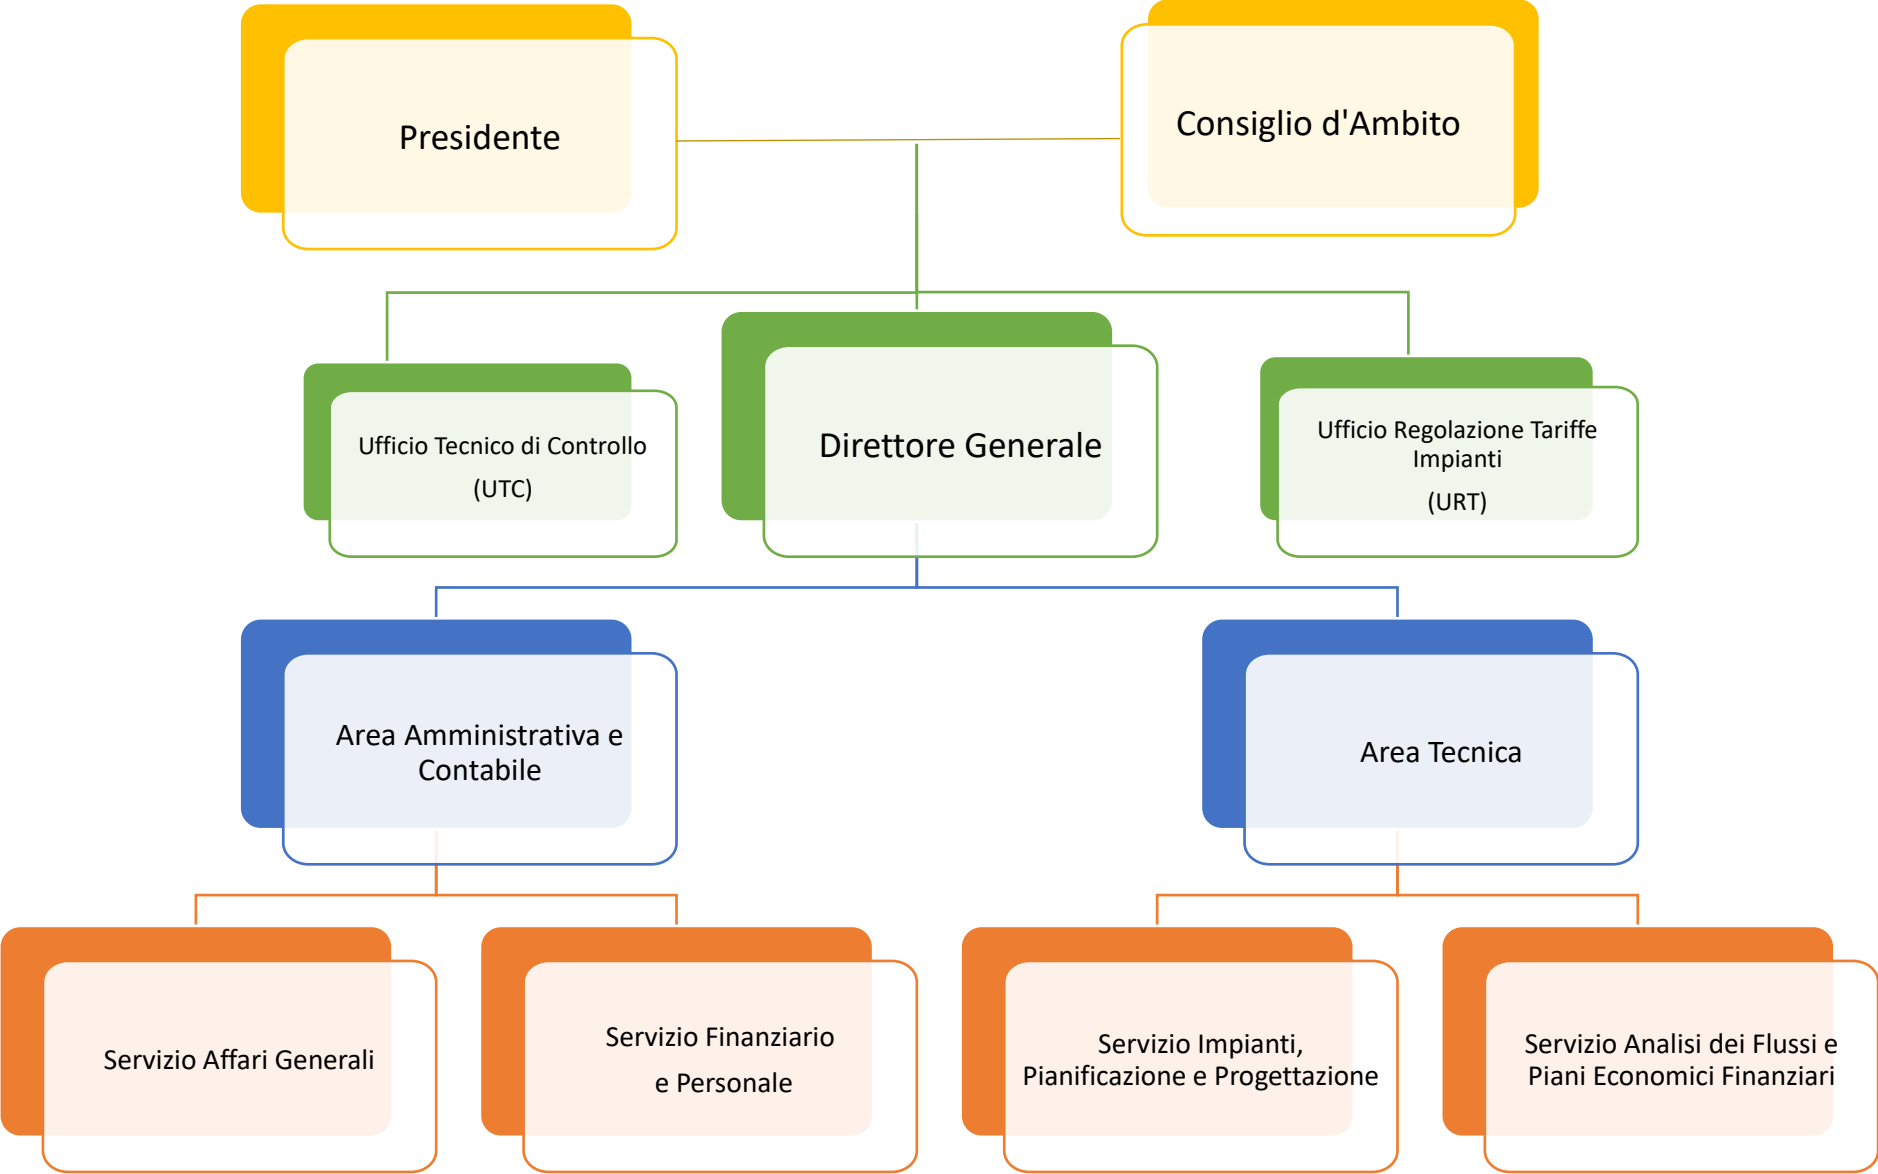 Presidente
Consiglio d'Ambito
Ufficio Tecnico di Controllo
(UTC)
Direttore Generale
Ufficio Regolazione Tariffe
Impianti
(URT)
Area Amministrativa e
Contabile
Area Tecnica
Servizio Affari Generali
Servizio Finanziario
e Personale
Servizio Impianti,
Pianificazione e Progettazione
Servizio Analisi dei Flussi e
Piani Economici Finanziari